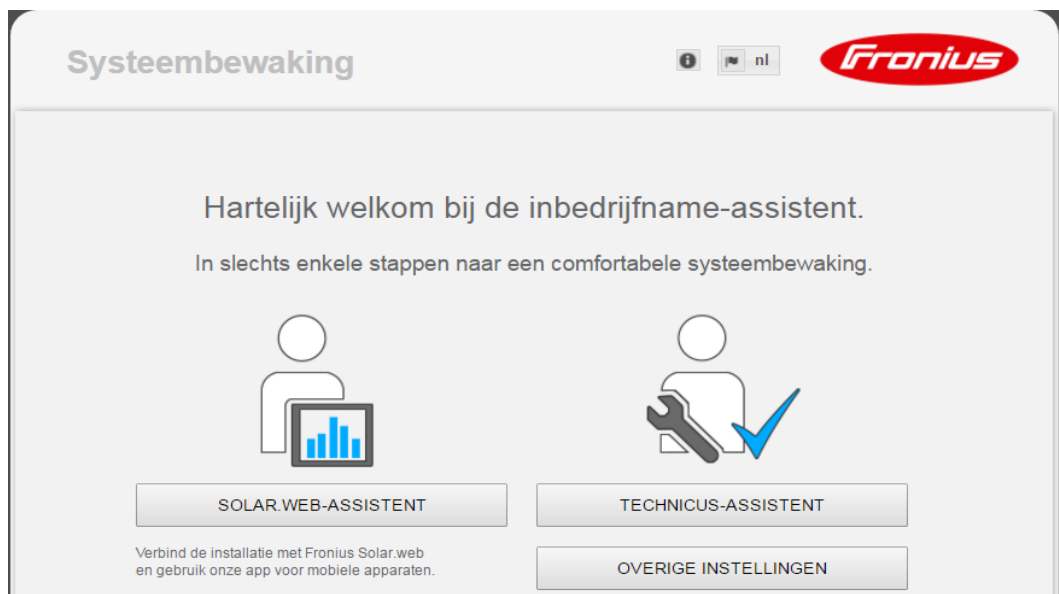 Systeembewaking
nl
Fronius
Hartelijk welkom bij de inbedrijfname-assistent.
In slechts enkele stappen naar een comfortabele systeembewaking.
SOLAR.WEB-ASSISTENT
TECHNICUS-ASSISTENT
Verbind de installatie met Fronius Solar.web
en gebruik onze app voor mobiele apparaten.
OVERIGE INSTELLINGEN